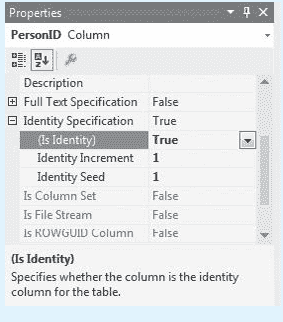 Properties
PersonID Column
Description
Full Text Specification False
Identity Specification True
(Is Identity) True
Identity Increment 1
Identity Seed 1
Is Column Set False
Is File Stream False
Is ROWGUID Column False
(Is Identity)
Specifies whether the column is the identity
column for the table.